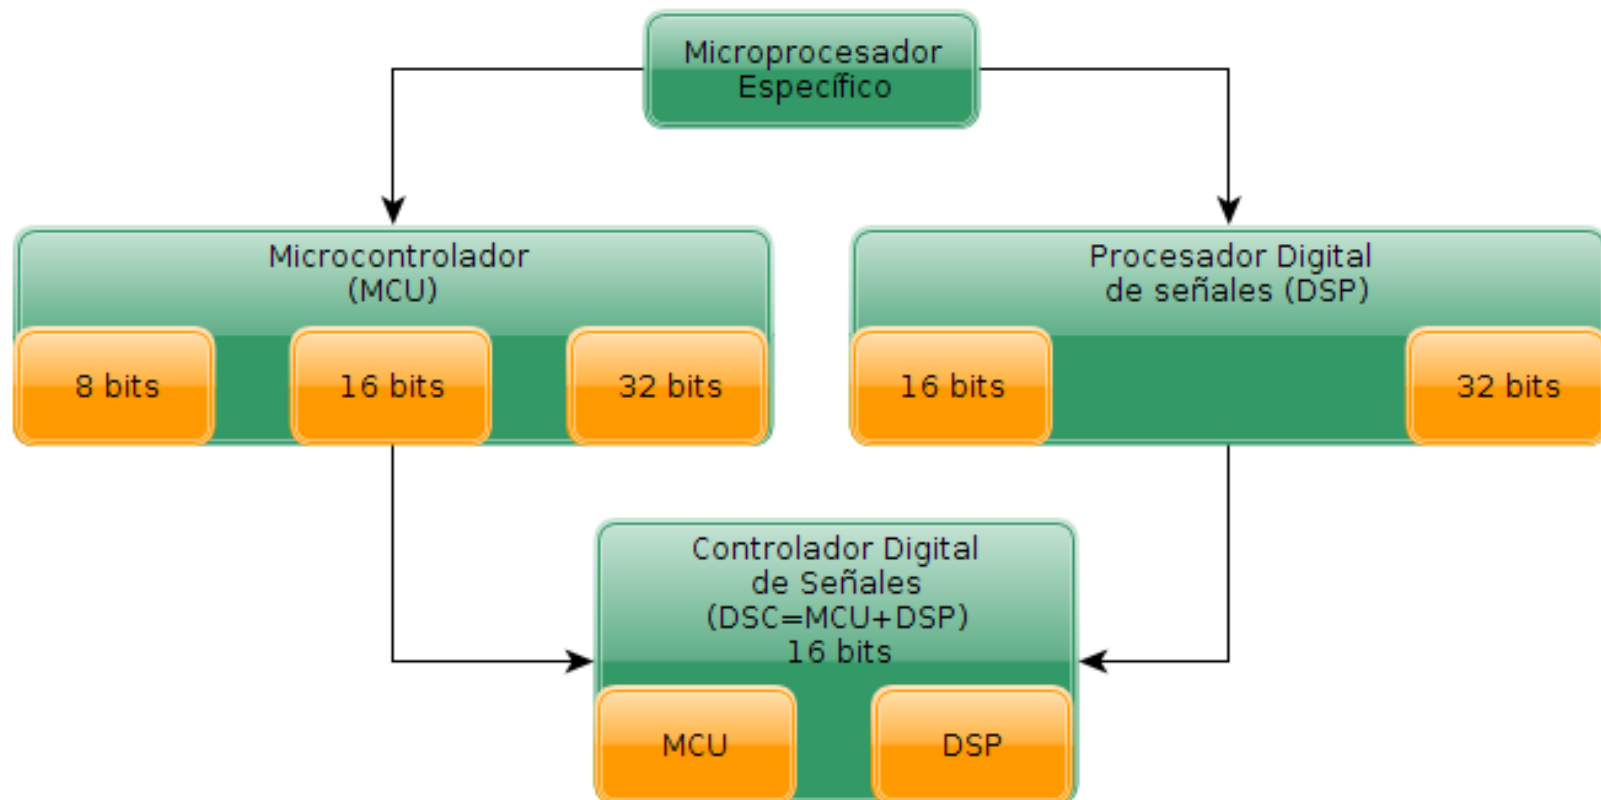 Microprocesador
Específico
Microcontrolador
(MCU)
8 bits
16 bits
32 bits
Procesador Digital
de señales (DSP)
16 bits
32 bits
Controlador Digital
de Señales
(DSC=MCU+DSP)
16 bits
MCU
DSP